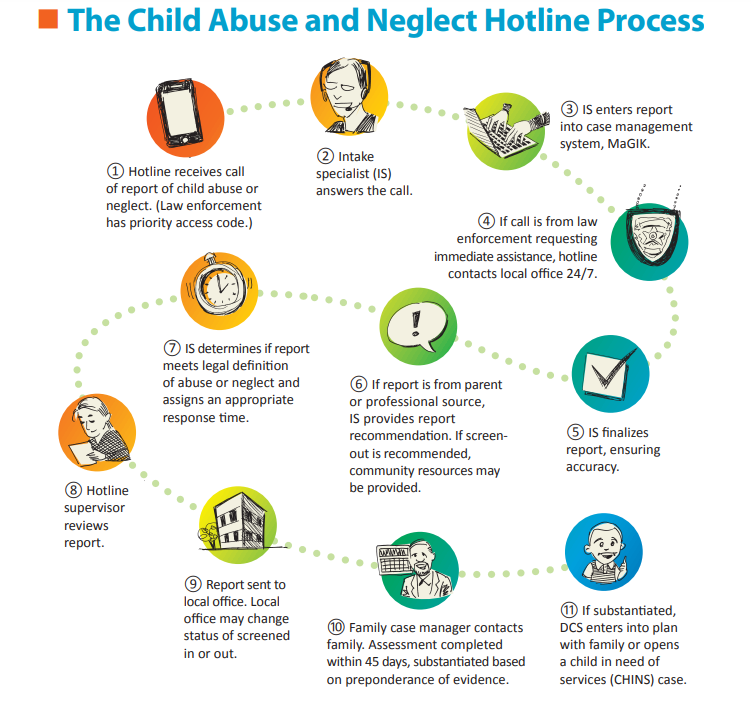 The Child Abuse and Neglect Hotline Process
① Hotline receives call
of report of child abuse or
neglect. (Law enforcement
has priority access code.)
② Intake
specialist (IS)
answers the call.
③ IS enters report
into case management
system, MaGIK.
④ If call is from law
enforcement requesting
immediate assistance, hotline
contacts local office 24/7.
⑤ IS finalizes
report, ensuring
accuracy.
⑥ If report is from parent
or professional source,
IS provides report
recommendation. If screen-
out is recommended,
community resources may
be provided.
⑦ IS determines if report
meets legal definition
of abuse or neglect and
assigns an appropriate
response time.
⑧ Hotline
supervisor
reviews
report.
⑨ Report sent to
local office. Local
office may change
status of screened
in or out.
⑩ Family case manager contacts
family. Assessment completed
within 45 days, substantiated based
on preponderance of evidence.
⑪ If substantiated,
DCS enters into plan
with family or opens
a child in need of
services (CHINS) case.